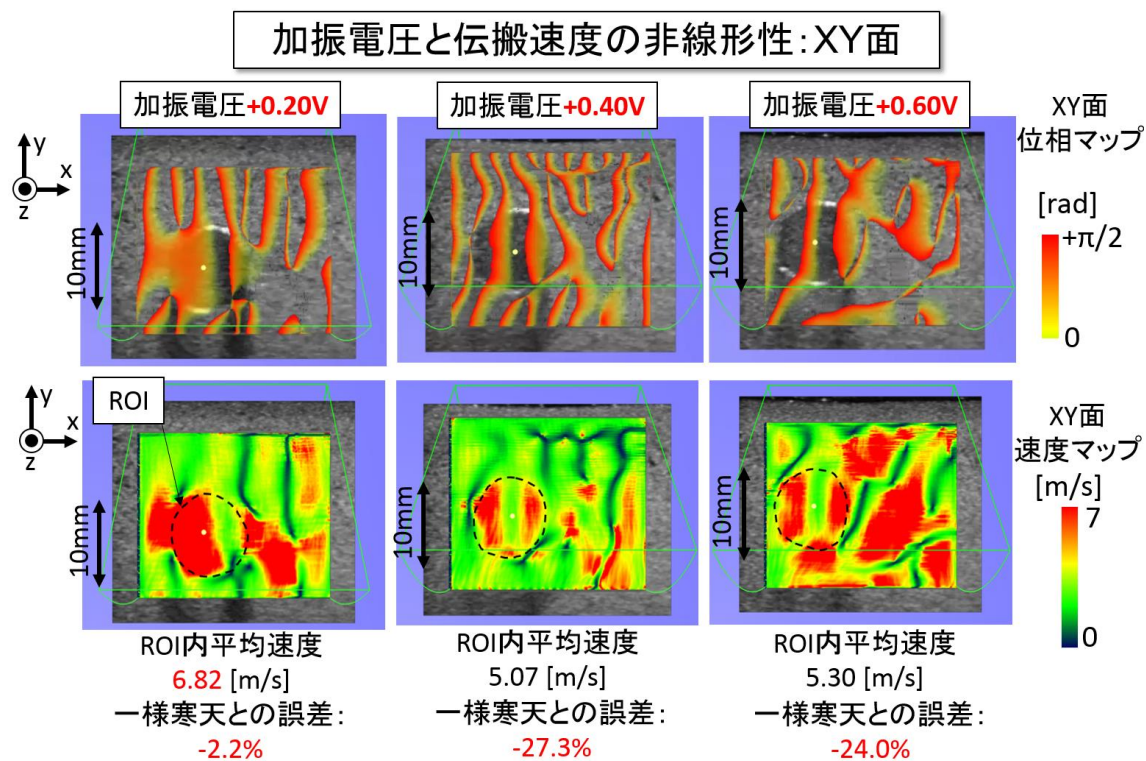 加振電圧と伝搬速度の非線形性：XY面
加振電圧+0.20V
加振電圧+0.40V
加振電圧+0.60V
XY面
位相マップ
[rad]
+π/2
0
y
x
z
10mm
10mm
10mm
ROI
y
x
z
10mm
10mm
10mm
XY面
速度マップ
[m/s]
7
0
ROI内平均速度
6.82 [m/s]
一様寒天との誤差：
-2.2%
ROI内平均速度
5.07 [m/s]
一様寒天との誤差：
-27.3%
ROI内平均速度
5.30 [m/s]
一様寒天との誤差：
-24.0%